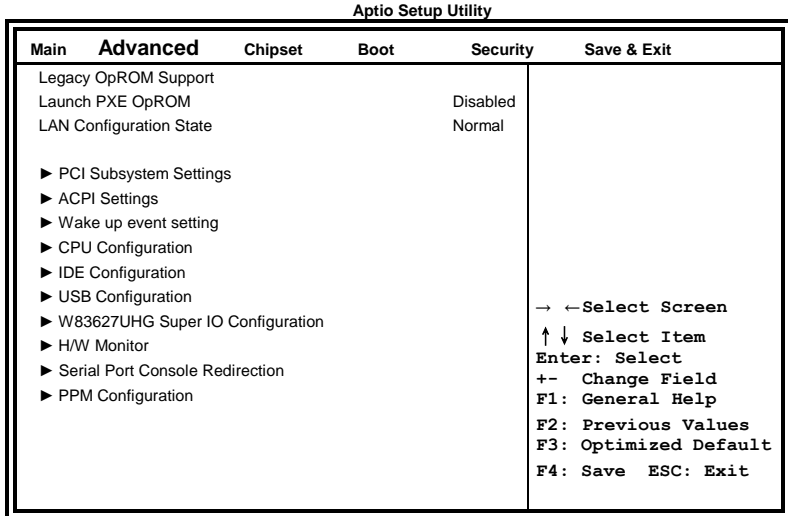 Aptio Setup Utility
Main Advanced Chipset Boot Security Save & Exit
Legacy OpROM Support
Launch PXE OpROM Disabled
LAN Configuration State Normal
► PCI Subsystem Settings
► ACPI Settings
► Wake up event setting
► CPU Configuration
► IDE Configuration
► USB Configuration
► W83627UHG Super IO Configuration
► H/W Monitor
► Serial Port Console Redirection
► PPM Configuration
→ ←Select Screen
↑↓ Select Item
Enter: Select
+- Change Field
F1: General Help
F2: Previous Values
F3: Optimized Default
F4: Save ESC: Exit